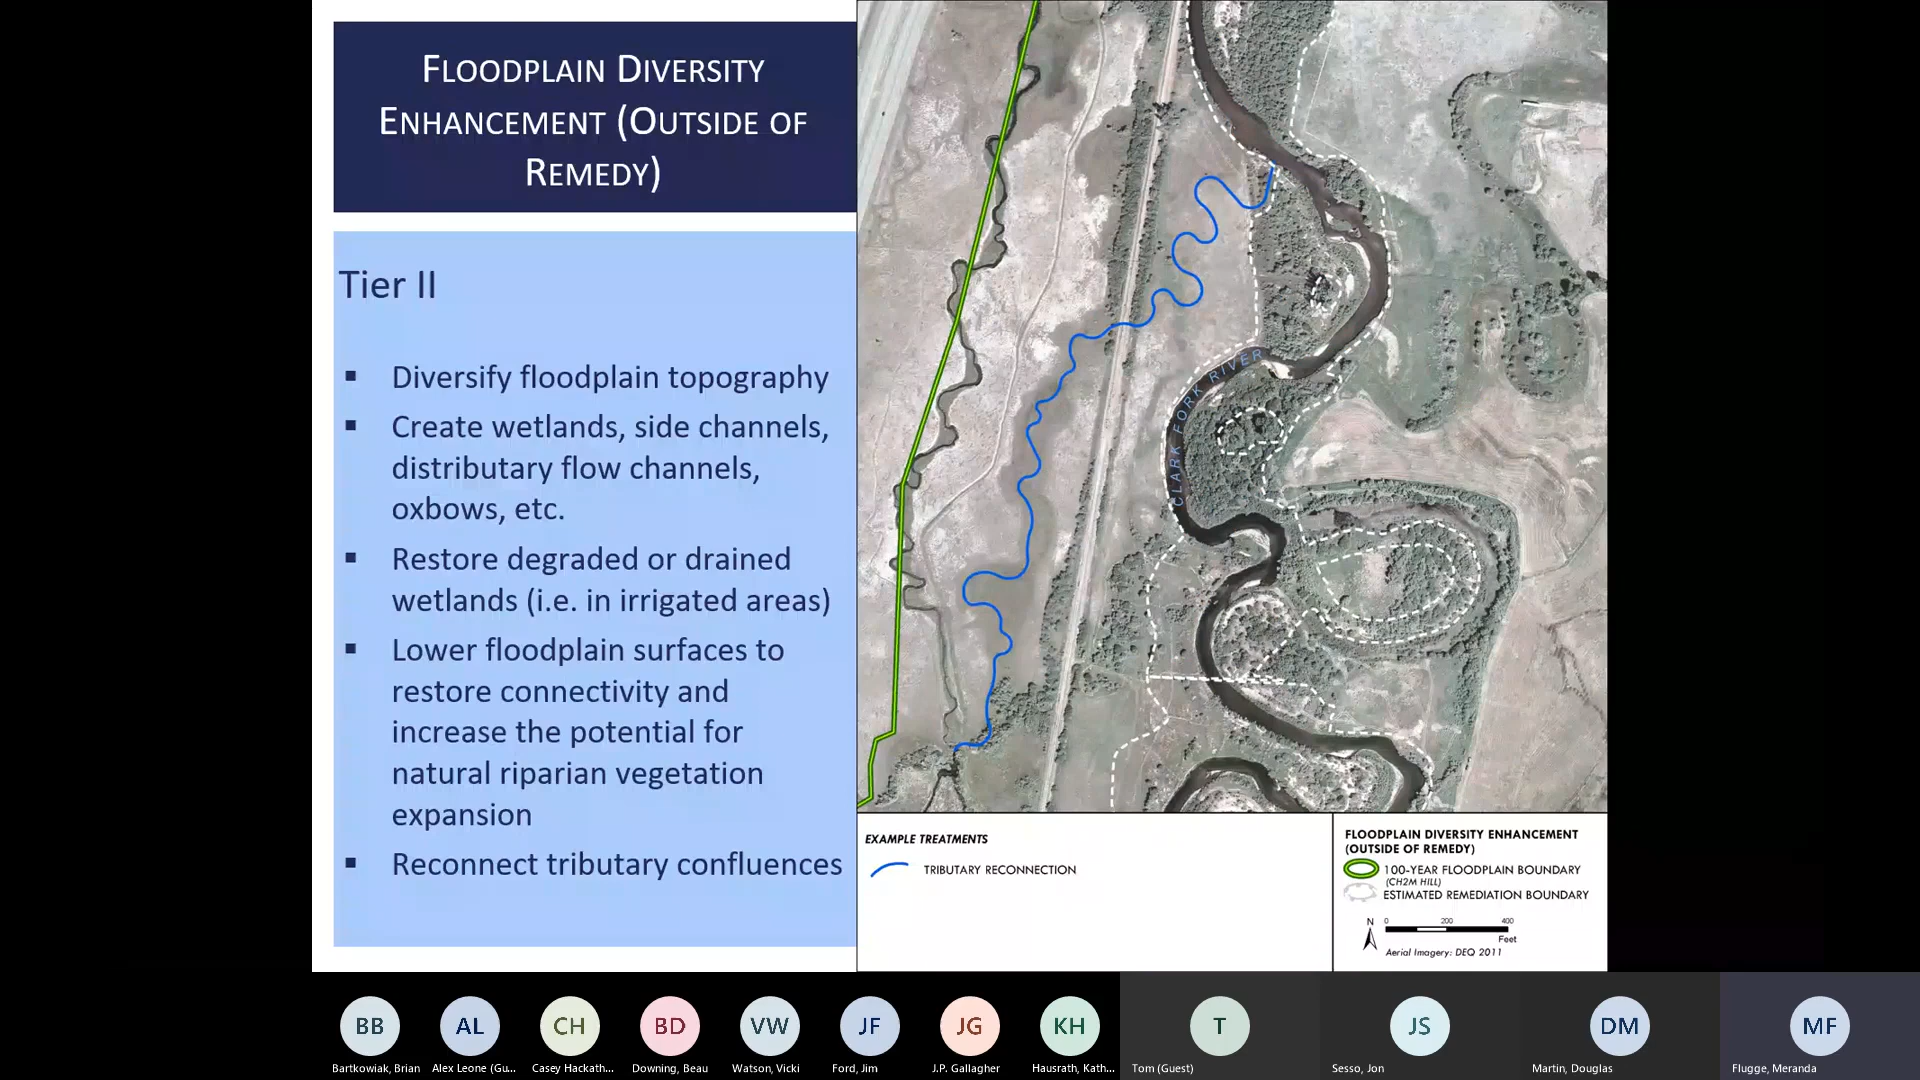 FLOODPLAIN DIVERSITY
ENHANCEMENT (OUTSIDE OF
REMEDY)
Tier II
▪ Diversify floodplain topography
▪ Create wetlands, side channels,
distributary flow channels,
oxbows, etc.
▪ Restore degraded or drained
wetlands (i.e. in irrigated areas)
▪ Lower floodplain surfaces to
restore connectivity and
increase the potential for
natural riparian vegetation
expansion
▪ Reconnect tributary confluences
CLARK FORK RIVER
EXAMPLE TREATMENTS
TRIBUTARY RECONNECTION
FLOODPLAIN DIVERSITY ENHANCEMENT
(OUTSIDE OF REMEDY)
100-YEAR FLOODPLAIN BOUNDARY
(CH2M HILL)
ESTIMATED REMEDIATION BOUNDARY
N 0 200 400
Feet
Aerial Imagery: DEQ 2011
BB AL CH BD VW JF JG KH T JS DM MF
Bartkowiak, Brian Alex Leone (Gu... Casey Hackath... Downing, Beau Watson, Vicki Ford, Jim J.P. Gallagher Hausrath, Kath... Tom (Guest) Sesso, Jon Martin, Douglas Flugge, Meranda